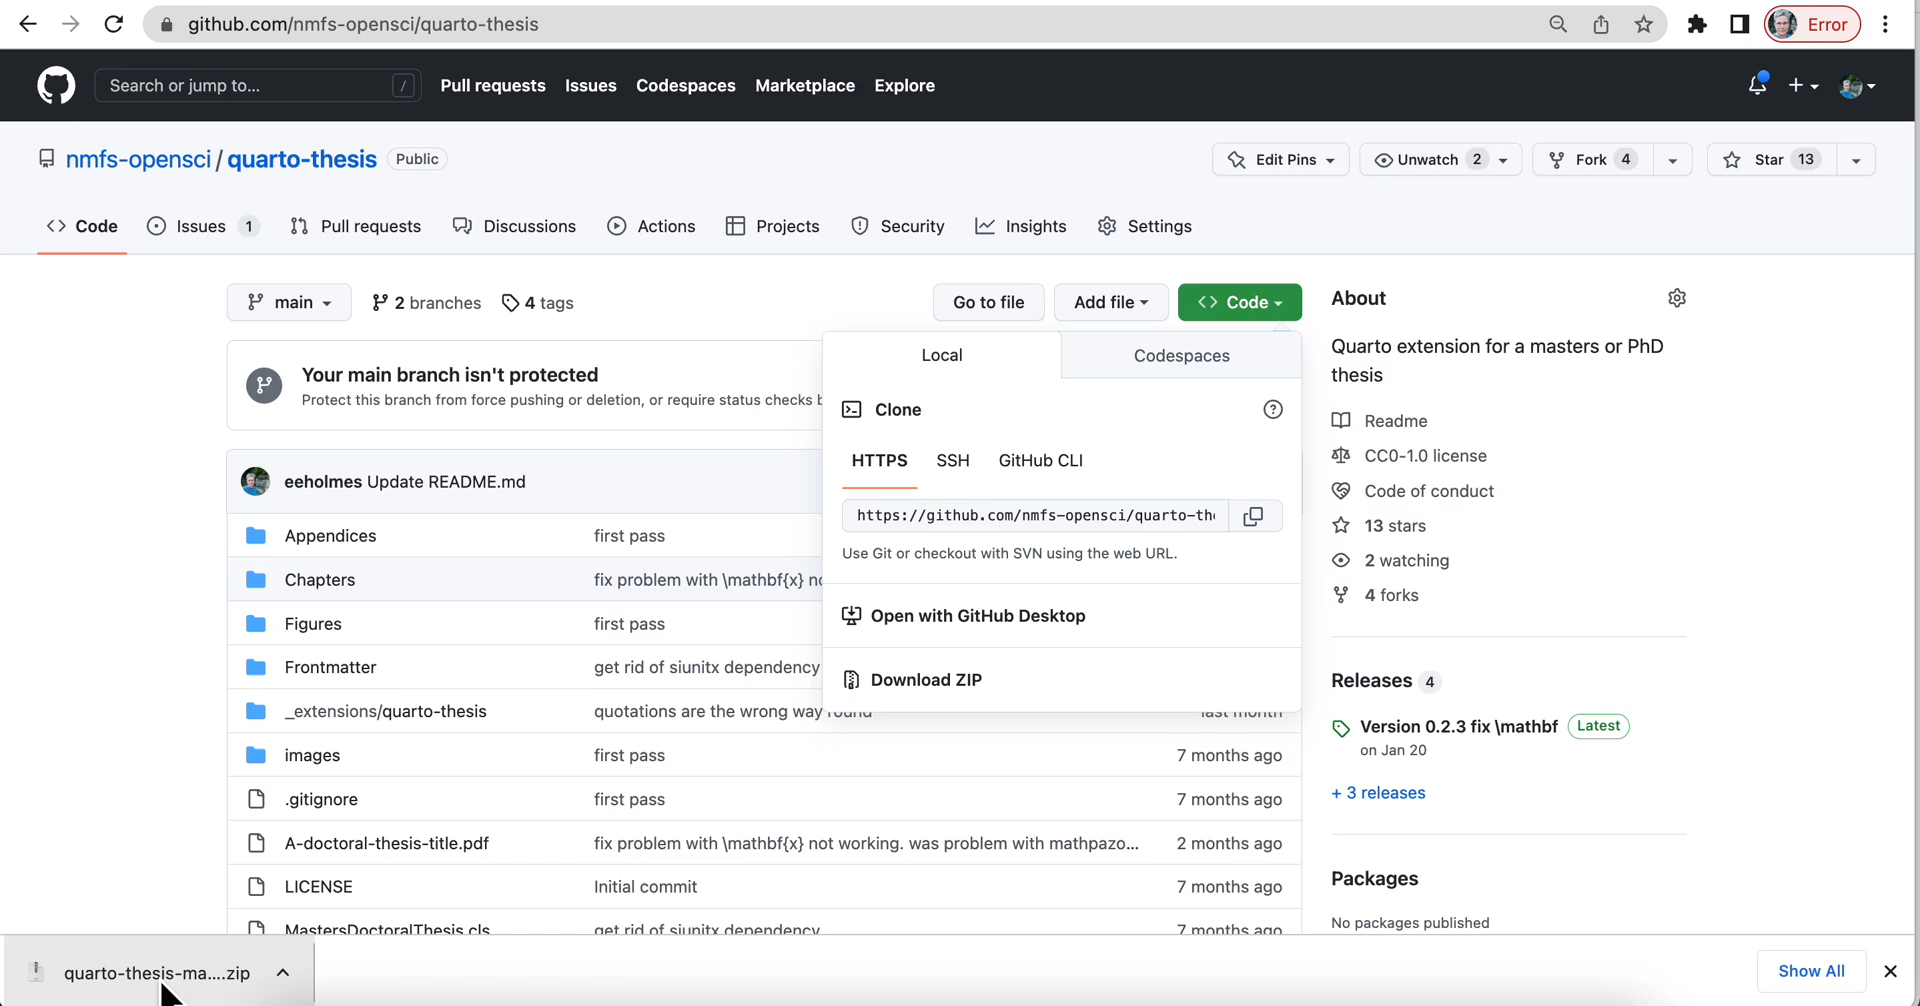 github.com/nmfs-opensci/quarto-thesis
Error
Search or jump to...
/
Pull requests
Issues
Codespaces
Marketplace
Explore
nmfs-opensci / quarto-thesis
Public
Edit Pins
Unwatch 2
Fork 4
Star 13
Code
Issues 1
Pull requests
Discussions
Actions
Projects
Security
Insights
Settings
main
2 branches
4 tags
Go to file
Add file
Code
Your main branch isn't protected
Protect this branch from force pushing or deletion, or require status checks
Local
Codespaces
Clone
HTTPS
SSH
GitHub CLI
https://github.com/nmfs-opensci/quarto-th
Use Git or checkout with SVN using the web URL.
Open with GitHub Desktop
Download ZIP
eeholmes Update README.md
Appendices first pass
Chapters fix problem with \mathbf{x}
Figures first pass
Frontmatter get rid of siunitx dependency
_extensions/quarto-thesis quotations are the wrong way round last month
images first pass 7 months ago
.gitignore first pass 7 months ago
A-doctoral-thesis-title.pdf fix problem with \mathbf{x} not working. was problem with mathpazo... 2 months ago
LICENSE Initial commit 7 months ago
MastersDoctoralThesis.cls get rid of siunitx dependency 7 months ago
About
Quarto extension for a masters or PhD
thesis
Readme
CC0-1.0 license
Code of conduct
13 stars
2 watching
4 forks
Releases 4
Version 0.2.3 fix \mathbf Latest
on Jan 20
+ 3 releases
Packages
No packages published
quarto-thesis-ma....zip
Show All